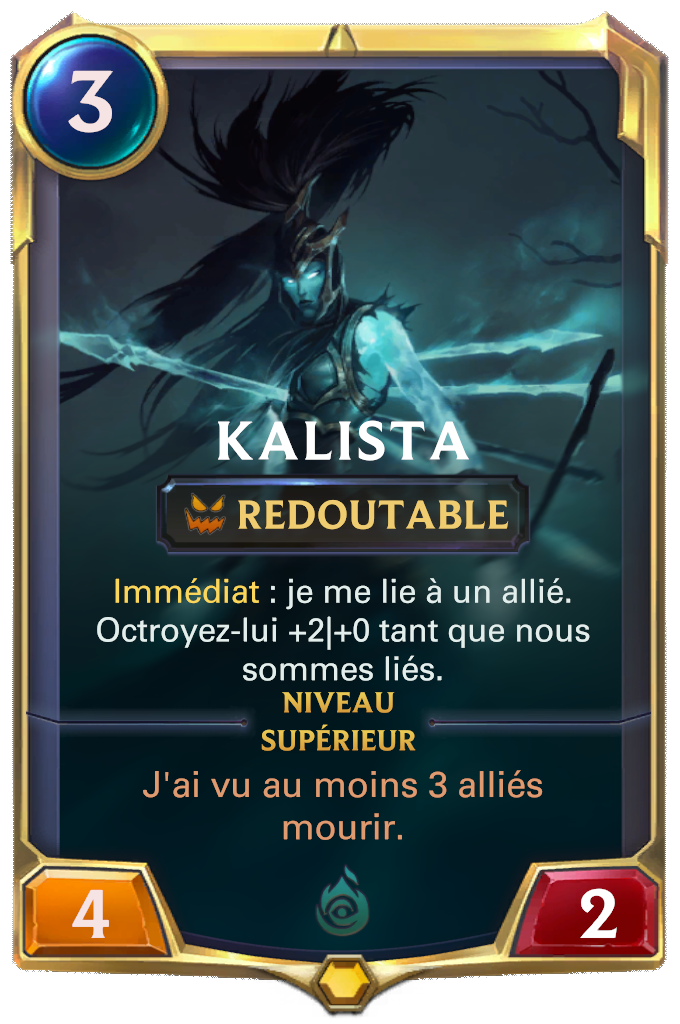 3
KALISTA
REDOUTABLE
Immédiat : je me lie à un allié.
Octroyez-lui +2|+0 tant que nous
sommes liés.
NIVEAU
SUPÉRIEUR
J'ai vu au moins 3 alliés
mourir.
4
2